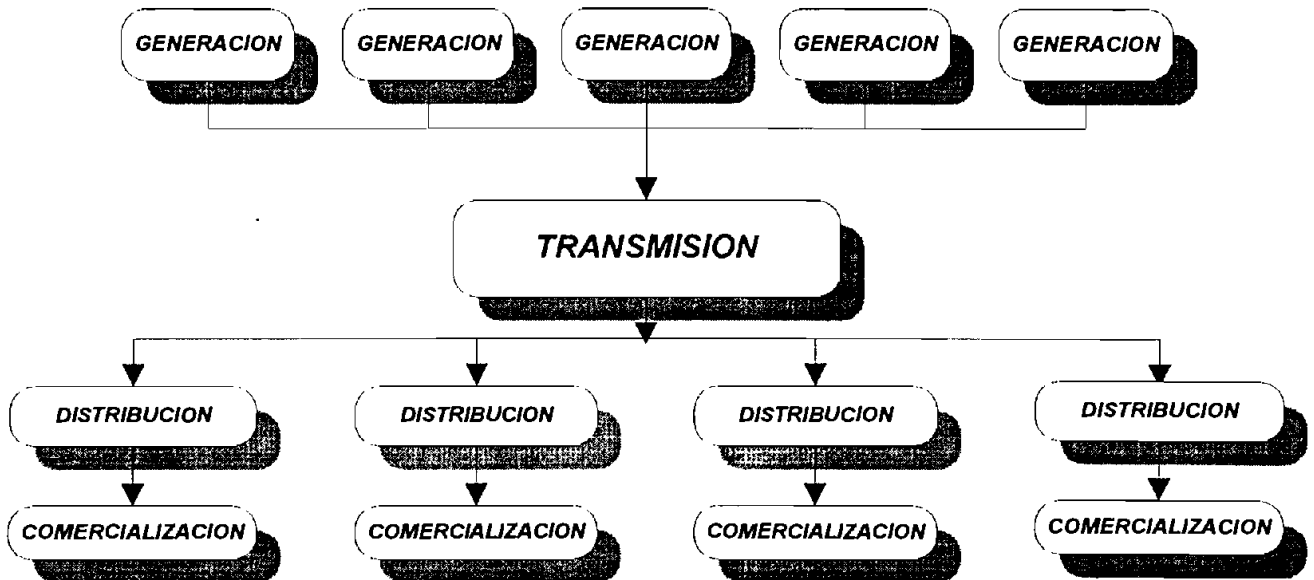 GENERACION
GENERACION
GENERACION
GENERACION
GENERACION
TRANSMISION
DISTRIBUCION
DISTRIBUCION
DISTRIBUCION
DISTRIBUCION
COMERCIALIZACION
COMERCIALIZACION
COMERCIALIZACION
COMERCIALIZACION